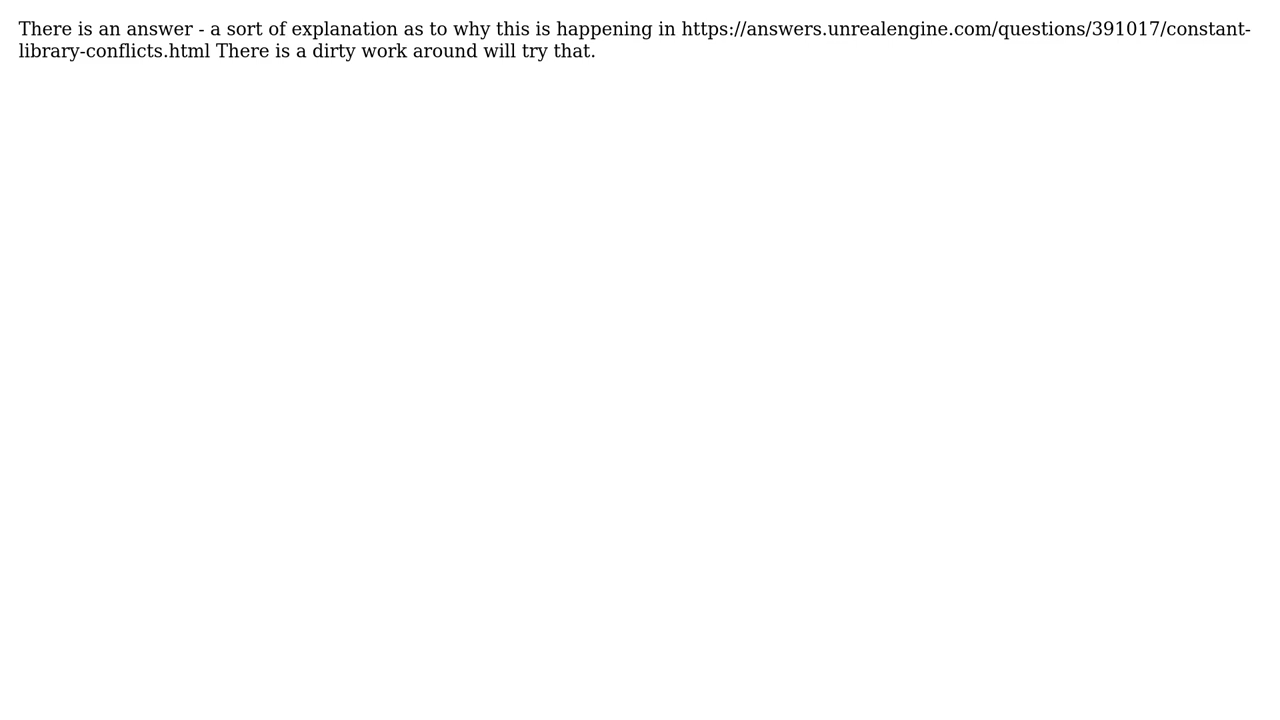 There is an answer - a sort of explanation as to why this is happening in https://answers.unrealengine.com/questions/391017/constant-
library-conflicts.html There is a dirty work around will try that.